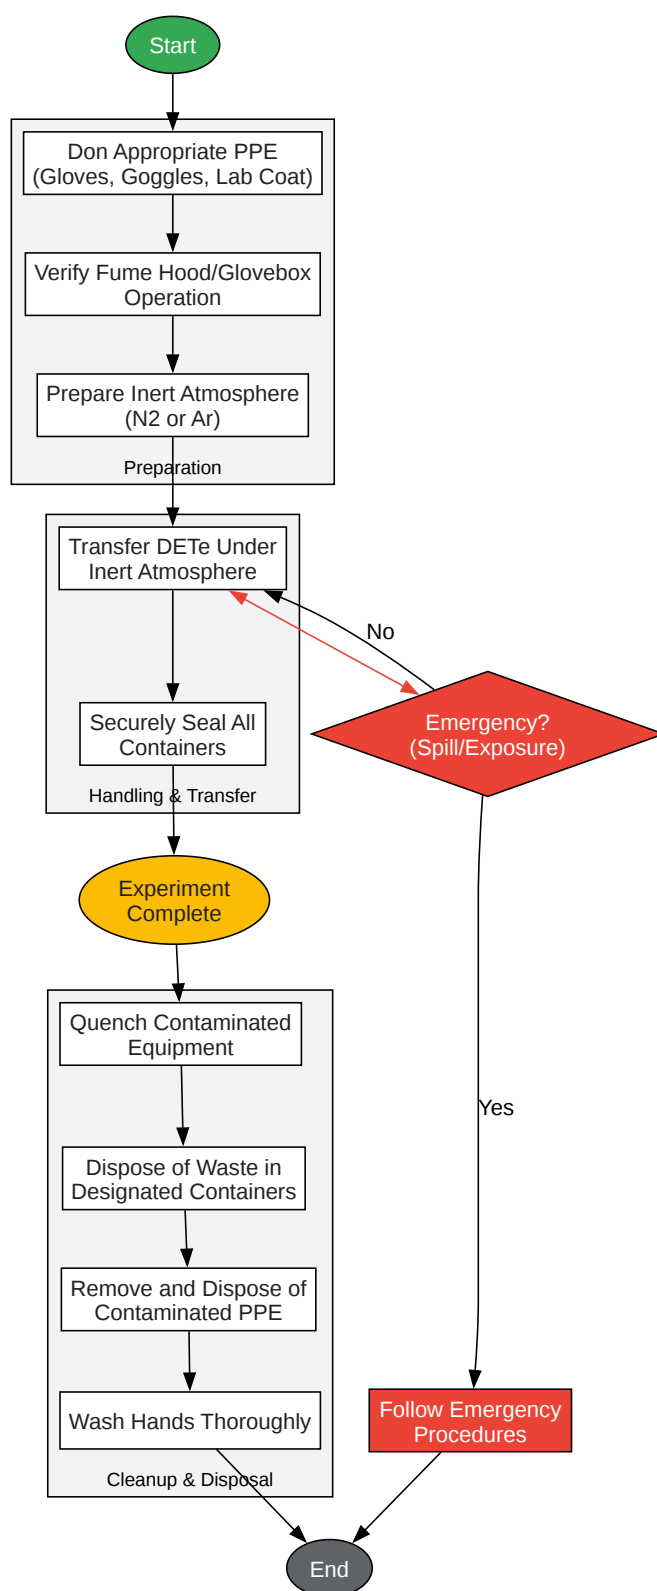 Start
Don Appropriate PPE
(Gloves, Goggles, Lab Coat)
Verify Fume Hood/Glovebox
Operation
Prepare Inert Atmosphere
(N2 or Ar)
Preparation
Transfer DETe Under
Inert Atmosphere
No
Emergency?
(Spill/Exposure)
Securely Seal All
Containers
Handling & Transfer
Experiment
Complete
Quench Contaminated
Equipment
Yes
Dispose of Waste in
Designated Containers
Remove and Dispose of
Contaminated PPE
Wash Hands Thoroughly
Follow Emergency
Procedures
Cleanup & Disposal
End